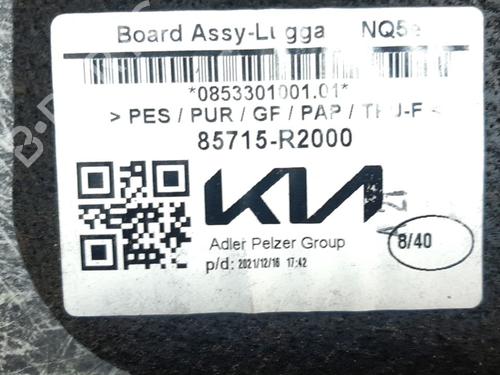 Board Assy-Lugga NQ5e
*0853301001.01*
> PES / PUR / GF / PAP / TPU-F <
85715-R2000
KIA
Adler Pelzer Group
8/40
p/d: 2021/12/16 17:42